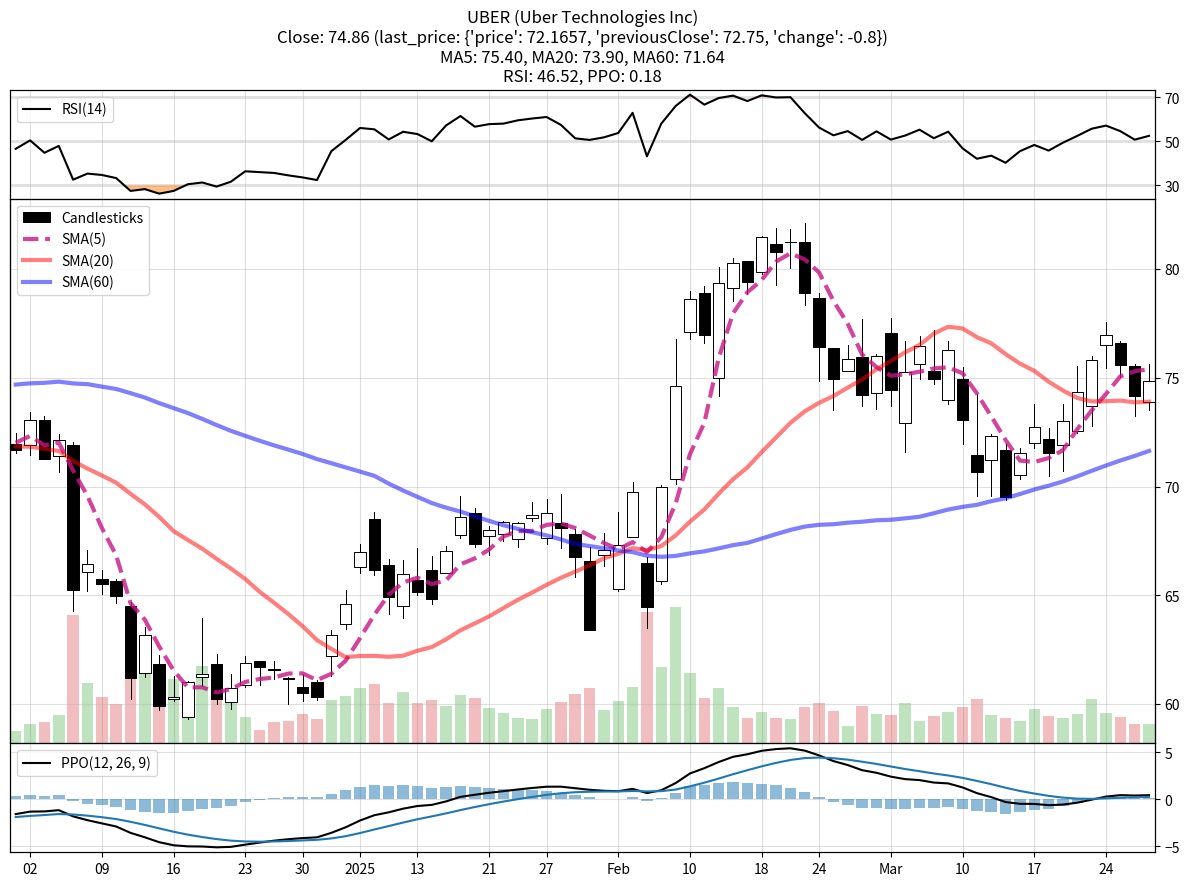 UBER (Uber Technologies Inc)
Close: 74.86 (last_price: {'price': 72.1657, 'previousClose': 72.75, 'change': -0.8})
MA5: 75.40, MA20: 73.90, MA60: 71.64
RSI: 46.52, PPO: 0.18
RSI(14)
70
50
30
Candlesticks
SMA(5)
SMA(20)
SMA(60)
80
75
70
65
60
PPO(12, 26, 9)
5
0
−5
02 09 16 23 30 2025 13 21 27 Feb 10 18 24 Mar 10 17 24